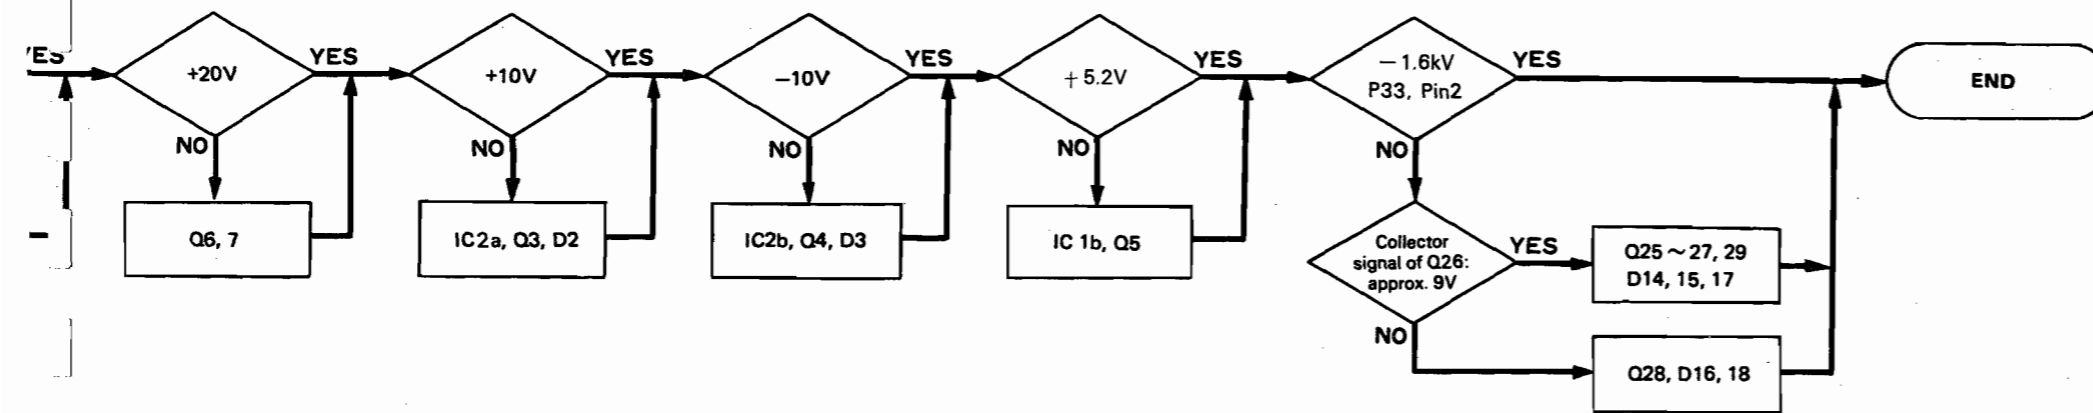 YES
+20V
YES
NO
Q6, 7
+10V
YES
NO
IC2a, Q3, D2
−10V
YES
NO
IC2b, Q4, D3
+5.2V
YES
NO
IC 1b, Q5
−1.6kV
P33, Pin2
YES
NO
Collector
signal of Q26:
approx. 9V
YES
Q25～27, 29
D14, 15, 17
NO
Q28, D16, 18
END